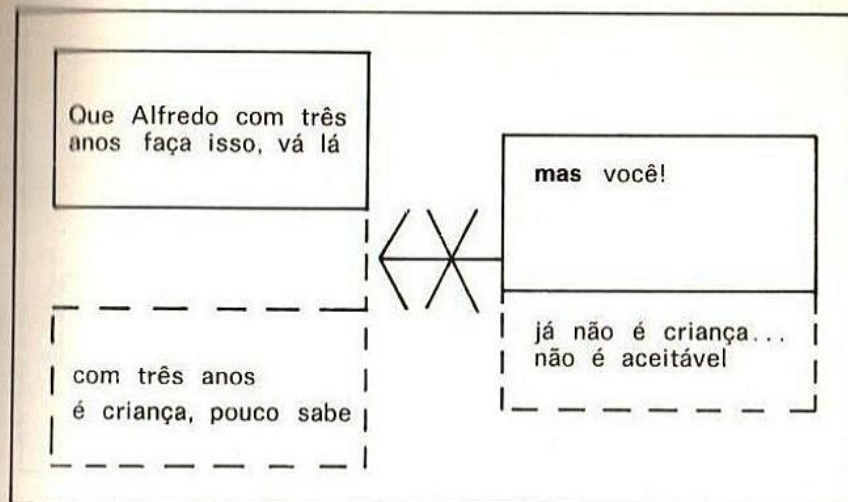 Que Alfredo com três
anos faça isso, vá lá
mas você!
com três anos
é criança, pouco sabe
já não é criança...
não é aceitável